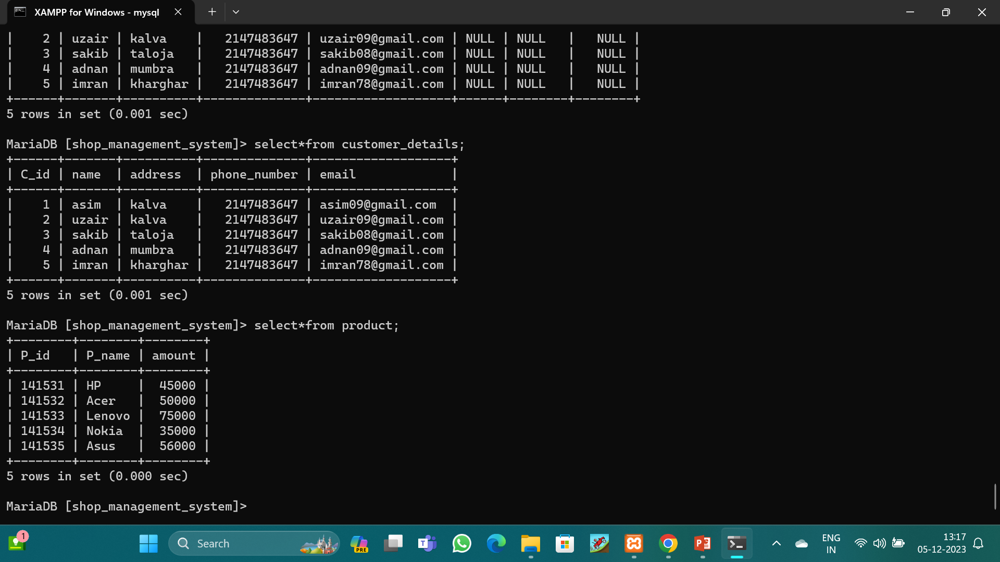 XAMPP for Windows - mysql
|    2 | uzair | kalva    |   2147483647 | uzair09@gmail.com | NULL | NULL   |   NULL |
|    3 | sakib | taloja   |   2147483647 | sakib08@gmail.com | NULL | NULL   |   NULL |
|    4 | adnan | mumbra   |   2147483647 | adnan09@gmail.com | NULL | NULL   |   NULL |
|    5 | imran | kharghar |   2147483647 | imran78@gmail.com | NULL | NULL   |   NULL |
+------+-------+----------+--------------+-------------------+------+--------+--------+
5 rows in set (0.001 sec)
MariaDB [shop_management_system]> select*from customer_details;
+------+-------+----------+--------------+-------------------+
| C_id | name  | address  | phone_number | email             |
+------+-------+----------+--------------+-------------------+
|    1 | asim  | kalva    |   2147483647 | asim09@gmail.com  |
|    2 | uzair | kalva    |   2147483647 | uzair09@gmail.com |
|    3 | sakib | taloja   |   2147483647 | sakib08@gmail.com |
|    4 | adnan | mumbra   |   2147483647 | adnan09@gmail.com |
|    5 | imran | kharghar |   2147483647 | imran78@gmail.com |
+------+-------+----------+--------------+-------------------+
5 rows in set (0.001 sec)
MariaDB [shop_management_system]> select*from product;
+--------+--------+--------+
| P_id   | P_name | amount |
+--------+--------+--------+
| 141531 | HP     |  45000 |
| 141532 | Acer   |  50000 |
| 141533 | Lenovo |  75000 |
| 141534 | Nokia  |  35000 |
| 141535 | Asus   |  56000 |
+--------+--------+--------+
5 rows in set (0.000 sec)
MariaDB [shop_management_system]>
1
Search
PRE
ENG
IN
13:17
05-12-2023